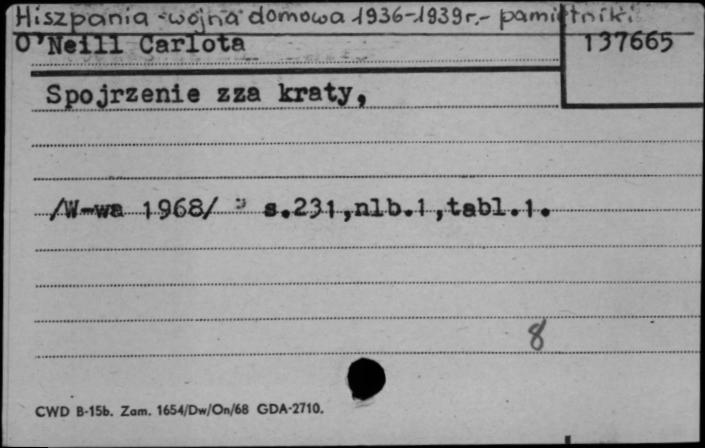 Hiszpania - wojna domowa 1936-1939r. - pamiętniki
O'Neill Carlota
137665
Spojrzenie zza kraty,
/W-wa 1968/ s.231,nlb.1,tabl.1.
8
CWD B-15b. Zam. 1654/Dw/On/68 GDA-2710.